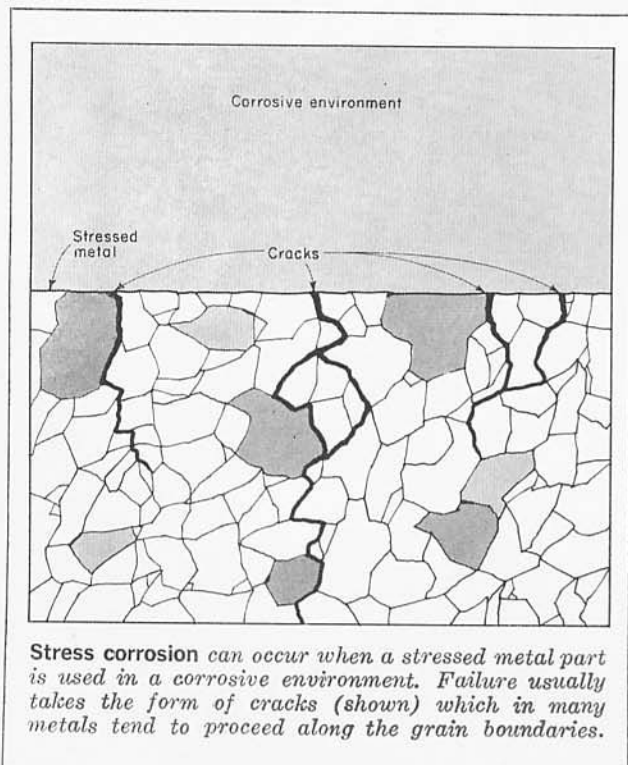 Corrosive environment
Stressed
metal
Cracks
Stress corrosion can occur when a stressed metal part
is used in a corrosive environment. Failure usually
takes the form of cracks (shown) which in many
metals tend to proceed along the grain boundaries.